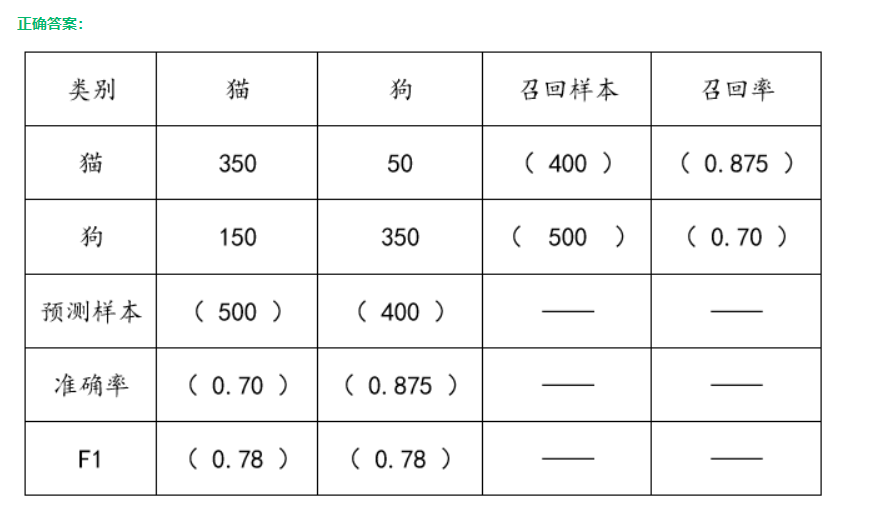 正确答案:
类别 猫 狗 召回样本 召回率
猫 350 50 （ 400 ） （ 0.875 ）
狗 150 350 （ 500 ） （ 0.70 ）
预测样本 （ 500 ） （ 400 ） —— ——
准确率 （ 0.70 ） （ 0.875 ） —— ——
F1 （ 0.78 ） （ 0.78 ） —— ——